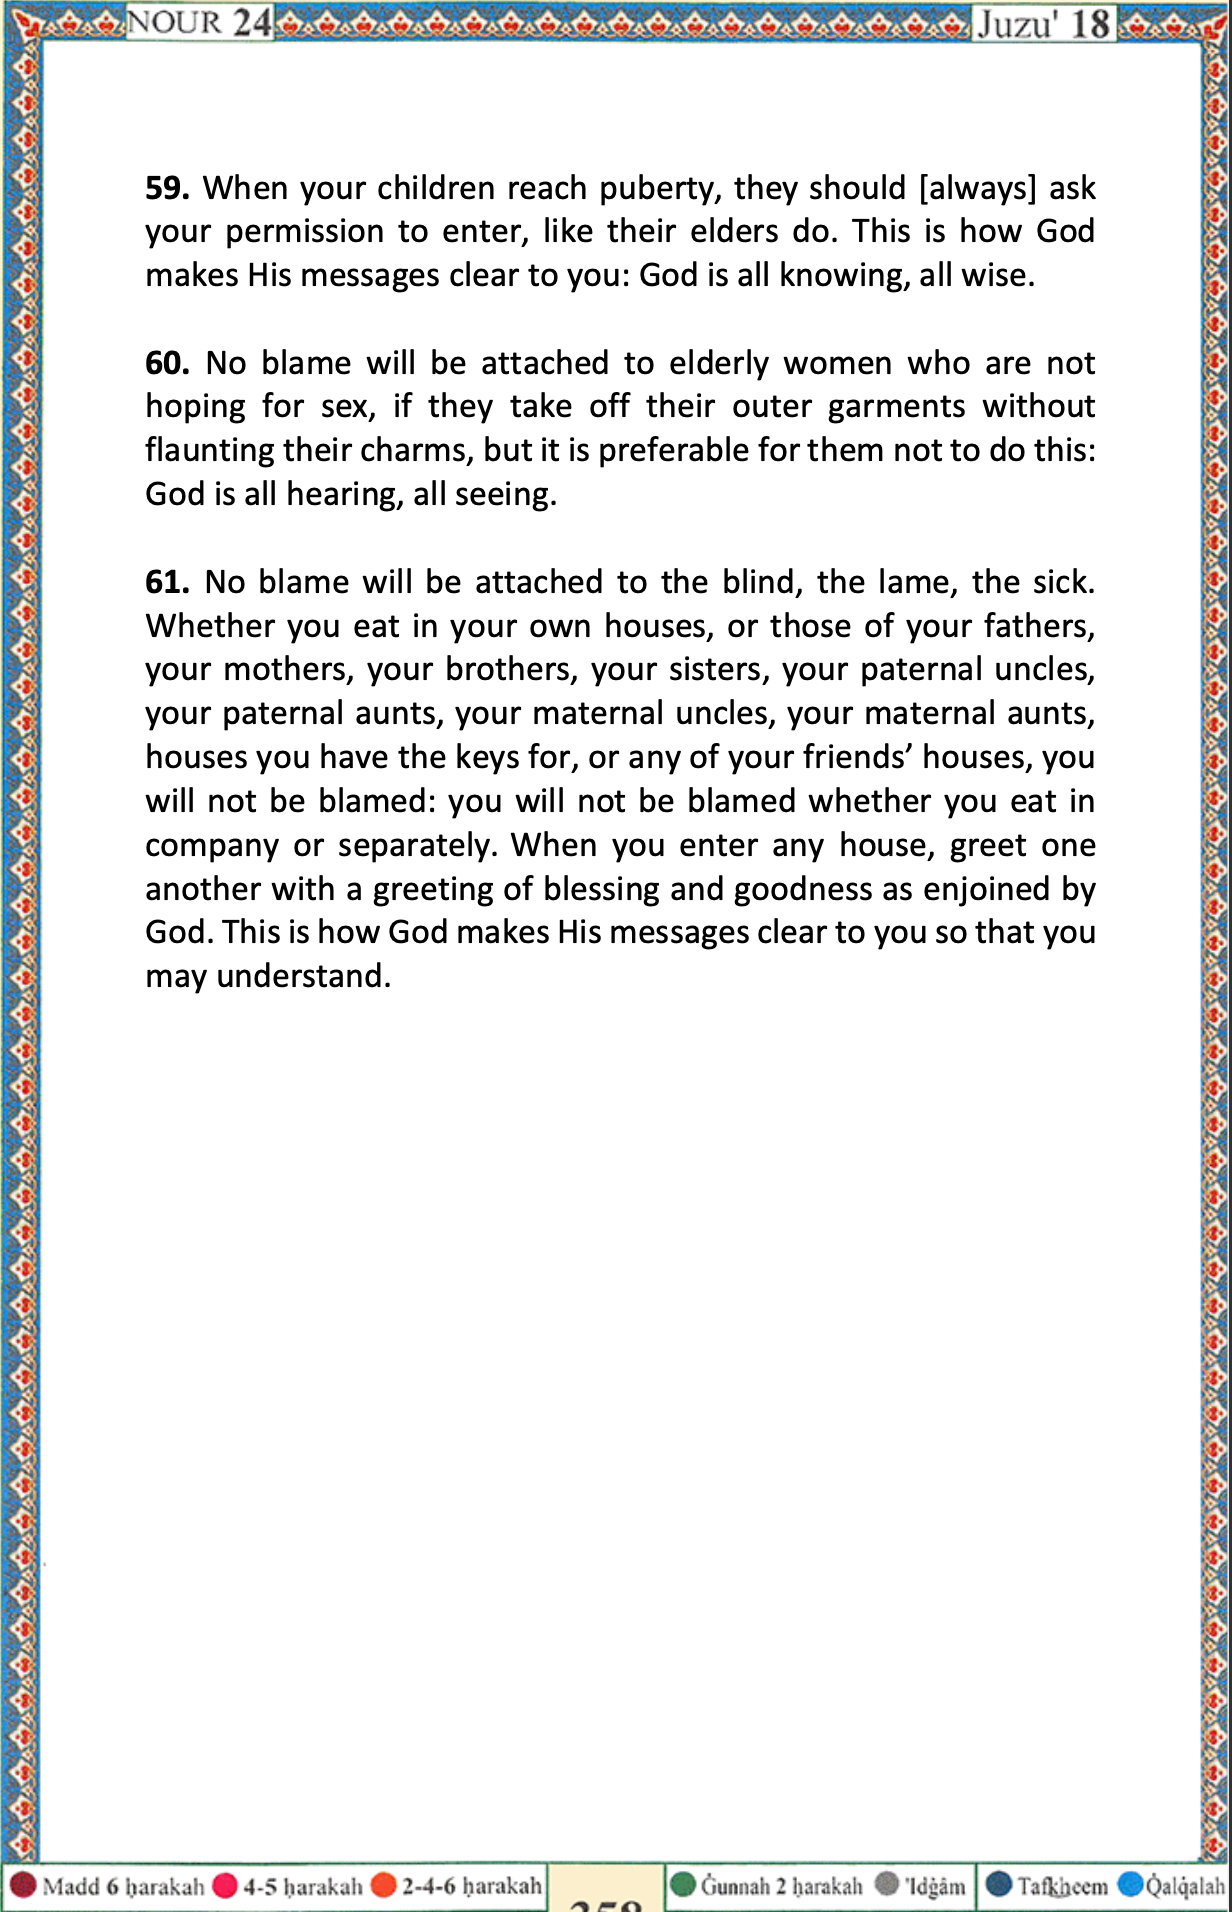 NOUR 24
Juzu' 18
59. When your children reach puberty, they should [always] ask
your permission to enter, like their elders do. This is how God
makes His messages clear to you: God is all knowing, all wise.
60. No blame will be attached to elderly women who are not
hoping for sex, if they take off their outer garments without
flaunting their charms, but it is preferable for them not to do this:
God is all hearing, all seeing.
61. No blame will be attached to the blind, the lame, the sick.
Whether you eat in your own houses, or those of your fathers,
your mothers, your brothers, your sisters, your paternal uncles,
your paternal aunts, your maternal uncles, your maternal aunts,
houses you have the keys for, or any of your friends’ houses, you
will not be blamed: you will not be blamed whether you eat in
company or separately. When you enter any house, greet one
another with a greeting of blessing and goodness as enjoined by
God. This is how God makes His messages clear to you so that you
may understand.
Madd 6 ḥarakah 4-5 ḥarakah 2-4-6 ḥarakah
358
Ġunnah 2 ḥarakah 'Idġâm Tafkheem Q̇alq̇alah